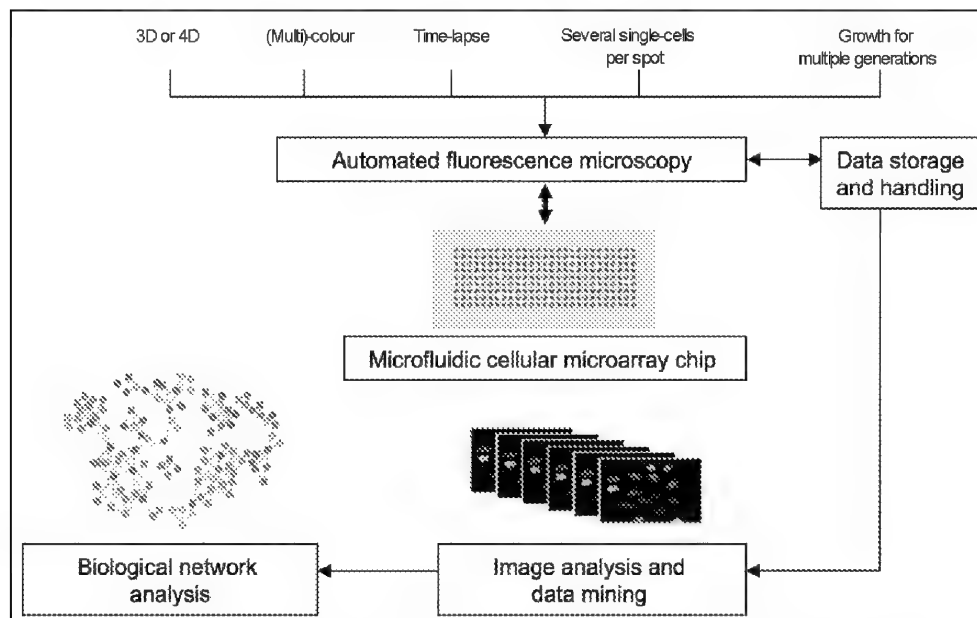 3D or 4D
(Multi)-colour
Time-lapse
Several single-cells
per spot
Growth for
multiple generations
Automated fluorescence microscopy
Data storage
and handling
Microfluidic cellular microarray chip
Biological network
analysis
Image analysis and
data mining